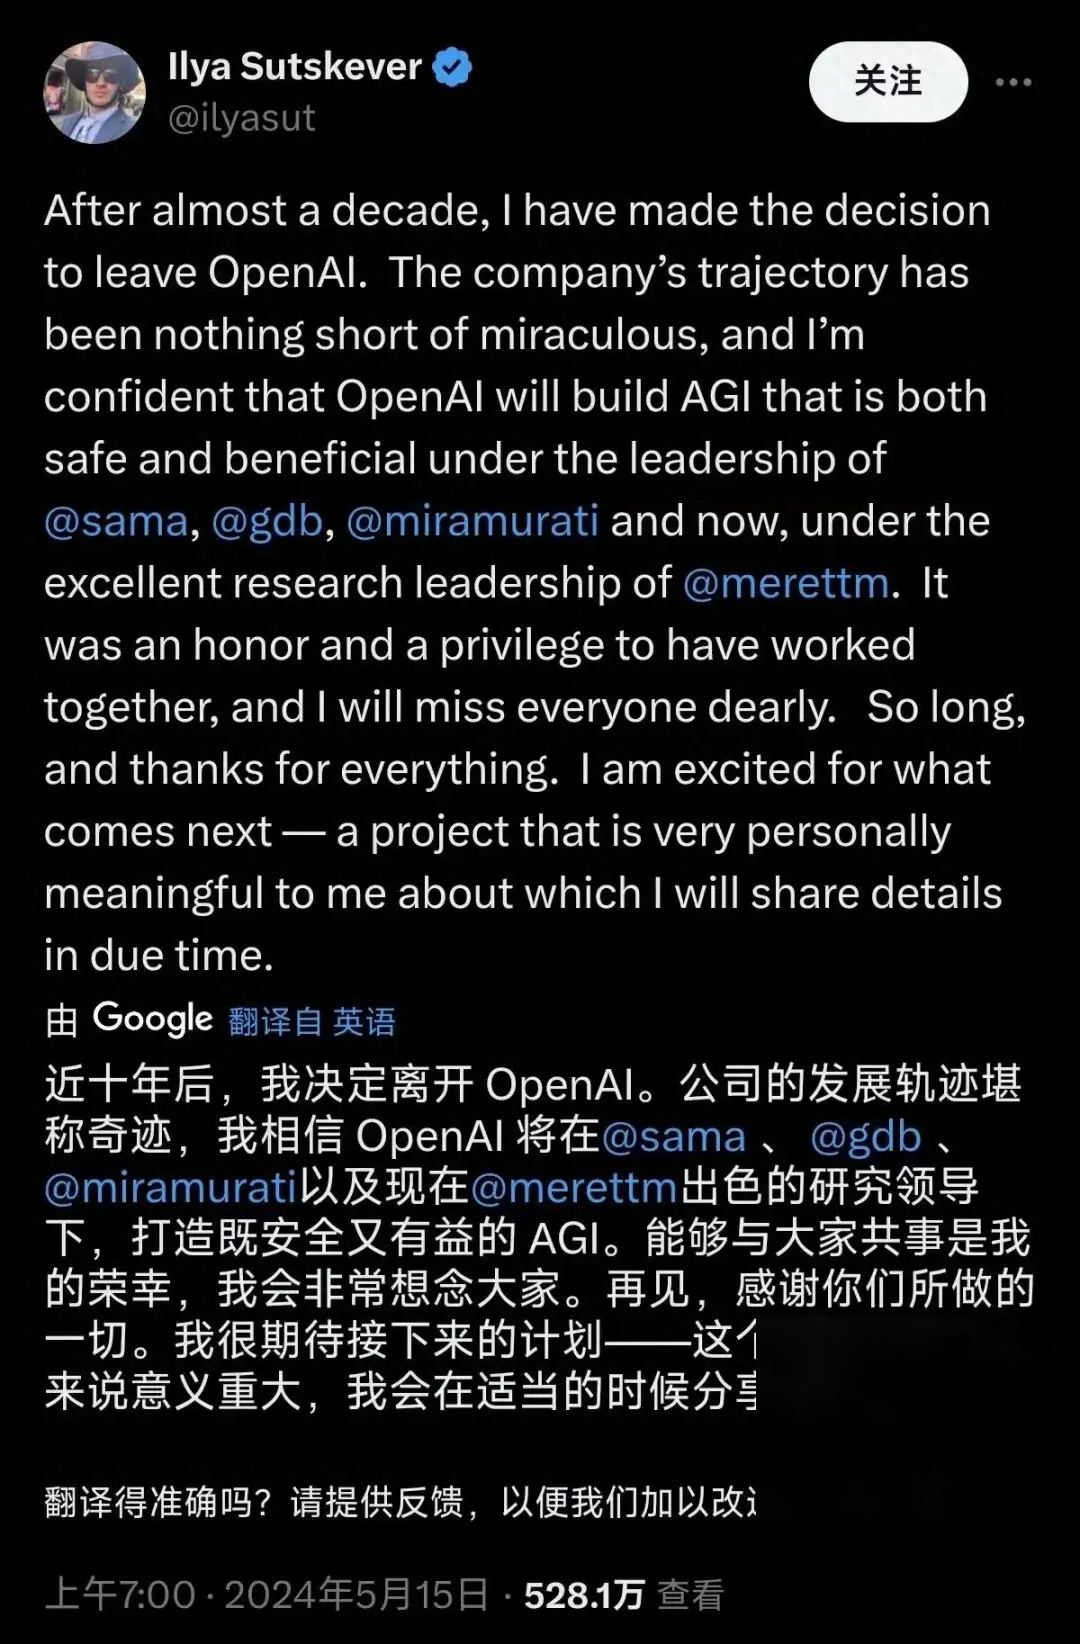 Ilya Sutskever
@ilyasut
关注
After almost a decade, I have made the decision
to leave OpenAI.  The company’s trajectory has
been nothing short of miraculous, and I’m
confident that OpenAI will build AGI that is both
safe and beneficial under the leadership of
@sama, @gdb, @miramurati and now, under the
excellent research leadership of @merettm.  It
was an honor and a privilege to have worked
together, and I will miss everyone dearly.   So long,
and thanks for everything.  I am excited for what
comes next — a project that is very personally
meaningful to me about which I will share details
in due time.
由 Google 翻译自 英语
近十年后，我决定离开 OpenAI。公司的发展轨迹堪
称奇迹，我相信 OpenAI 将在@sama 、 @gdb 、
@miramurati以及现在@merettm出色的研究领导
下，打造既安全又有益的 AGI。能够与大家共事是我
的荣幸，我会非常想念大家。再见，感谢你们所做的
一切。我很期待接下来的计划——这
来说意义重大，我会在适当的时候分
翻译得准确吗？请提供反馈，以便我们加以改
上午7:00 · 2024年5月15日 · 528.1万 查看